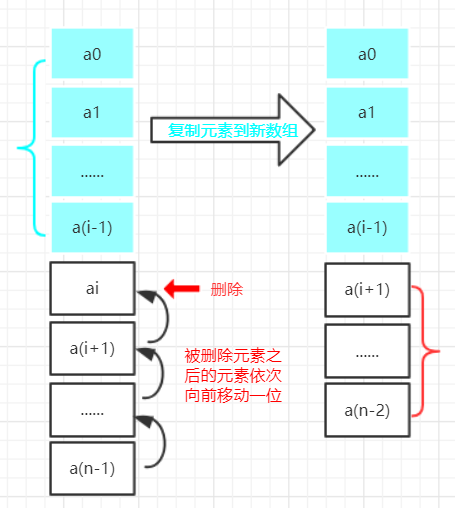 a0
a1
......
a(i-1)
ai
a(i+1)
......
a(n-1)
复制元素到新数组
删除
被删除元素之
后的元素依次
向前移动一位
a0
a1
......
a(i-1)
a(i+1)
......
a(n-2)